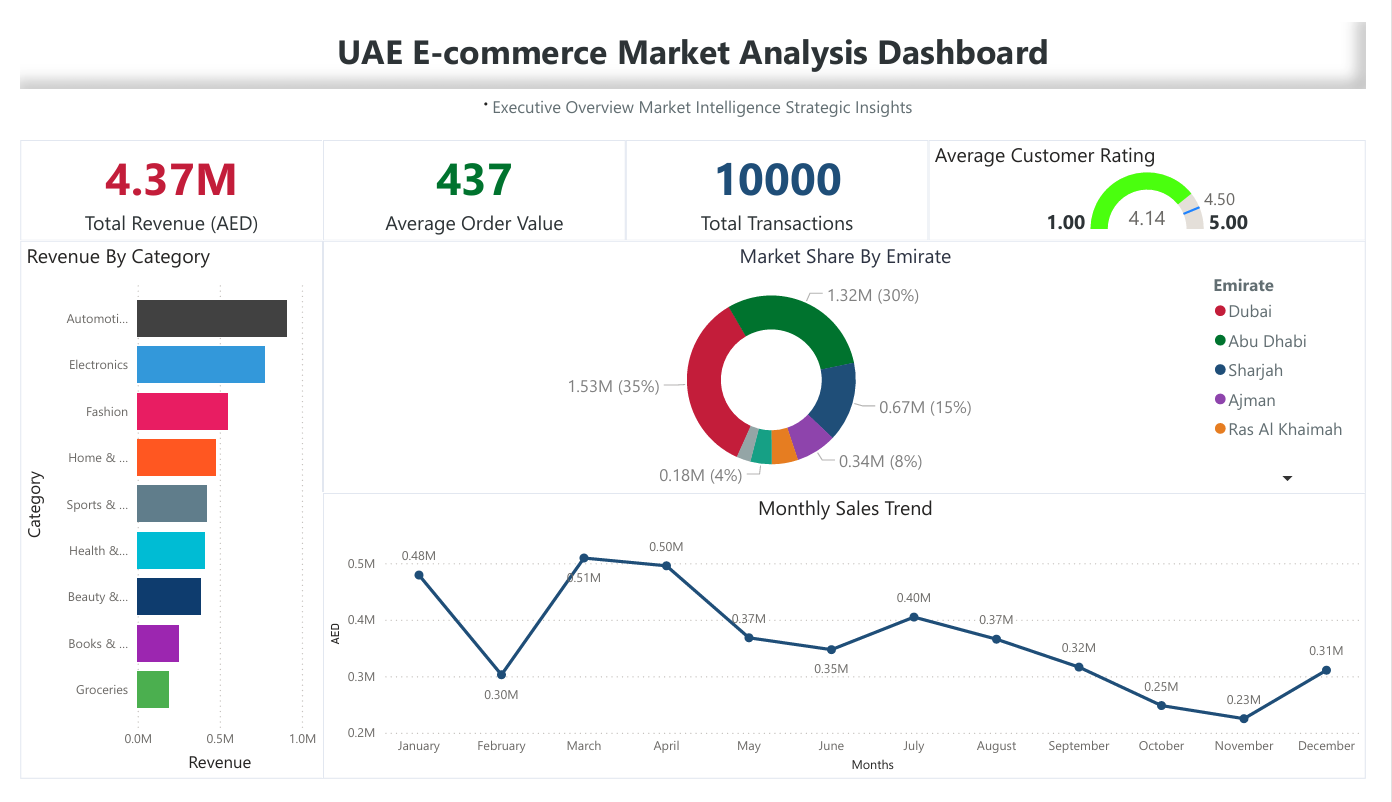 UAE E-commerce Market Analysis Dashboard
• Executive Overview Market Intelligence Strategic Insights
4.37M
Total Revenue (AED)
437
Average Order Value
10000
Total Transactions
Average Customer Rating
4.50
1.00
4.14
5.00
Revenue By Category
Category
Automoti...
Electronics
Fashion
Home & ...
Sports & ...
Health &...
Beauty &...
Books & ...
Groceries
0.0M 0.5M 1.0M
Revenue
Market Share By Emirate
1.32M (30%)
1.53M (35%)
0.67M (15%)
0.34M (8%)
0.18M (4%)
Emirate
Dubai
Abu Dhabi
Sharjah
Ajman
Ras Al Khaimah
Monthly Sales Trend
AED
0.5M
0.4M
0.3M
0.2M
0.48M
0.30M
0.51M
0.50M
0.37M
0.35M
0.40M
0.37M
0.32M
0.25M
0.23M
0.31M
January February March April May June July August September October November December
Months